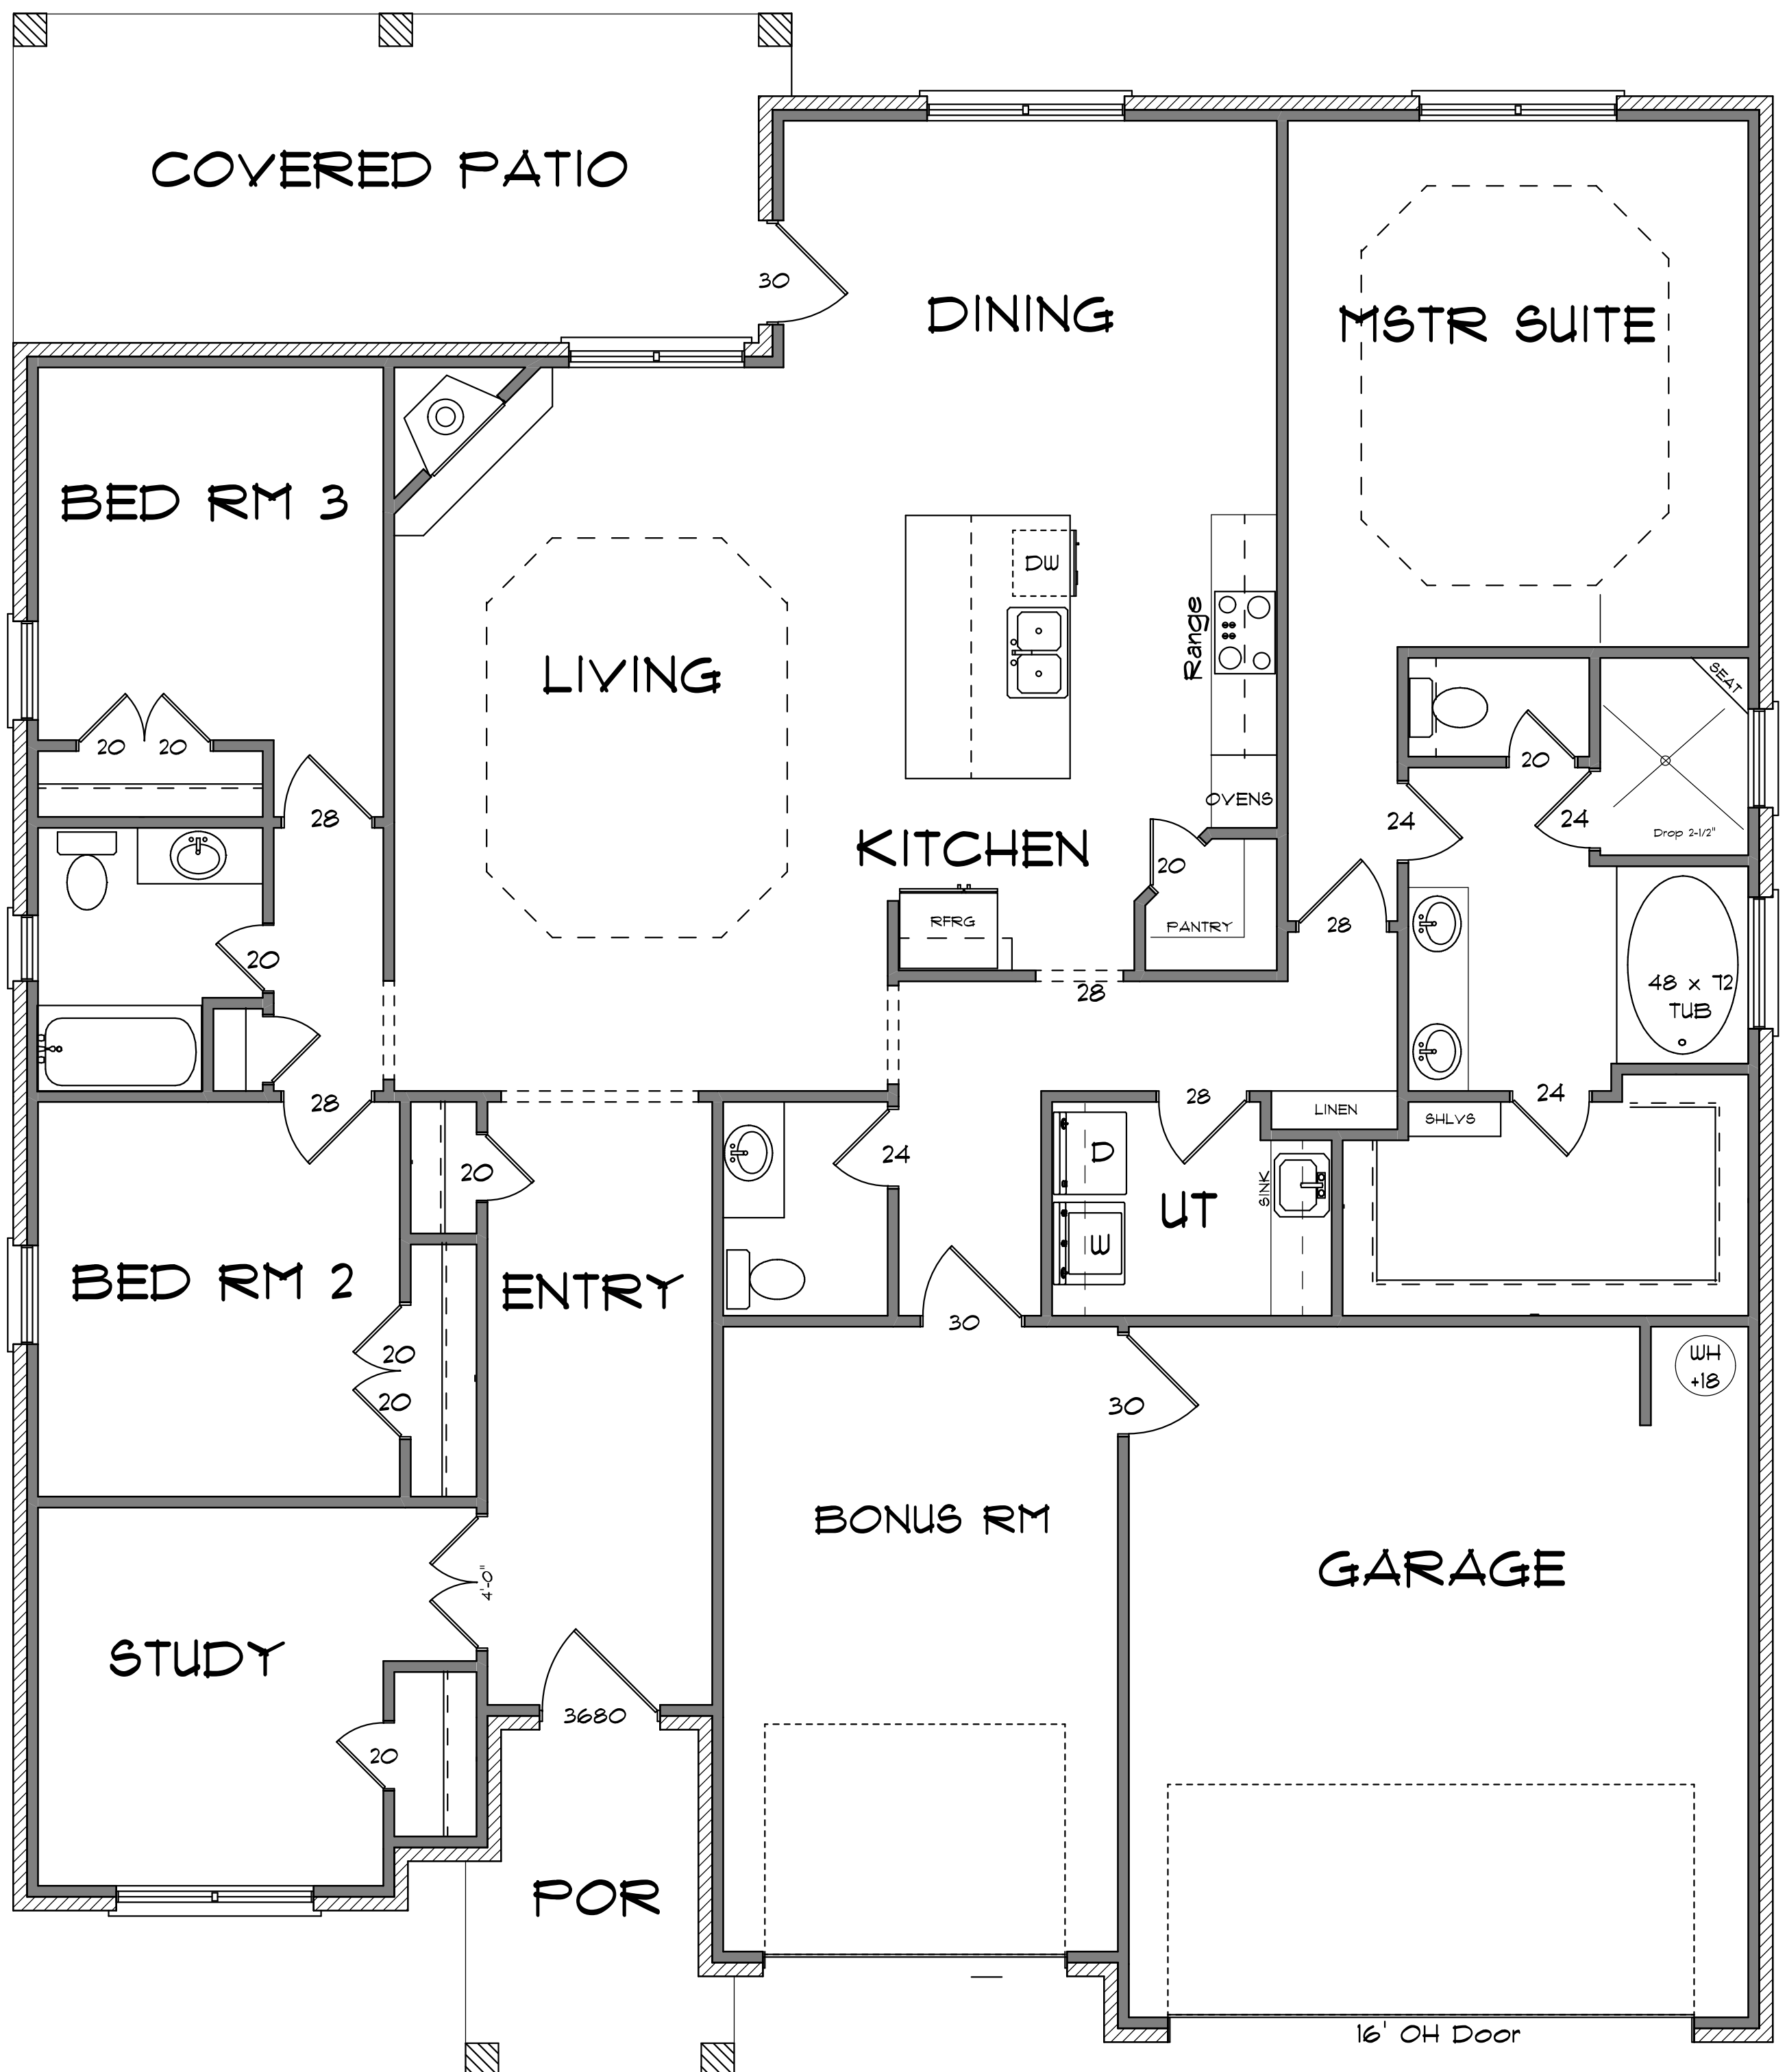 COVERED PATIO
30
DINING
MSTR SUITE
BED RM 3
DW
Range
LIVING
SEAT
20 20
20
OVENS
28
24
24
Drop 2-1/2"
KITCHEN
20
RFRG
PANTRY
28
20
48 x 72
TUB
28
28
28
24
LINEN
SHLVS
D
24
20
SINK
UT
W
BED RM 2
ENTRY
30
20
WH
+18
20
30
BONUS RM
GARAGE
4'-0"
STUDY
3680
20
POR
16' OH Door